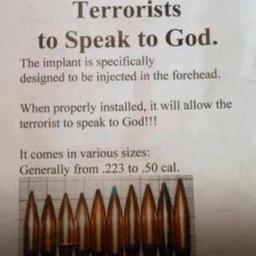 Terrorists
to Speak to God.
The implant is specifically
designed to be injected in the forehead.
When properly installed, it will allow the
terrorist to speak to God!!!
It comes in various sizes:
Generally from .223 to .50 cal.